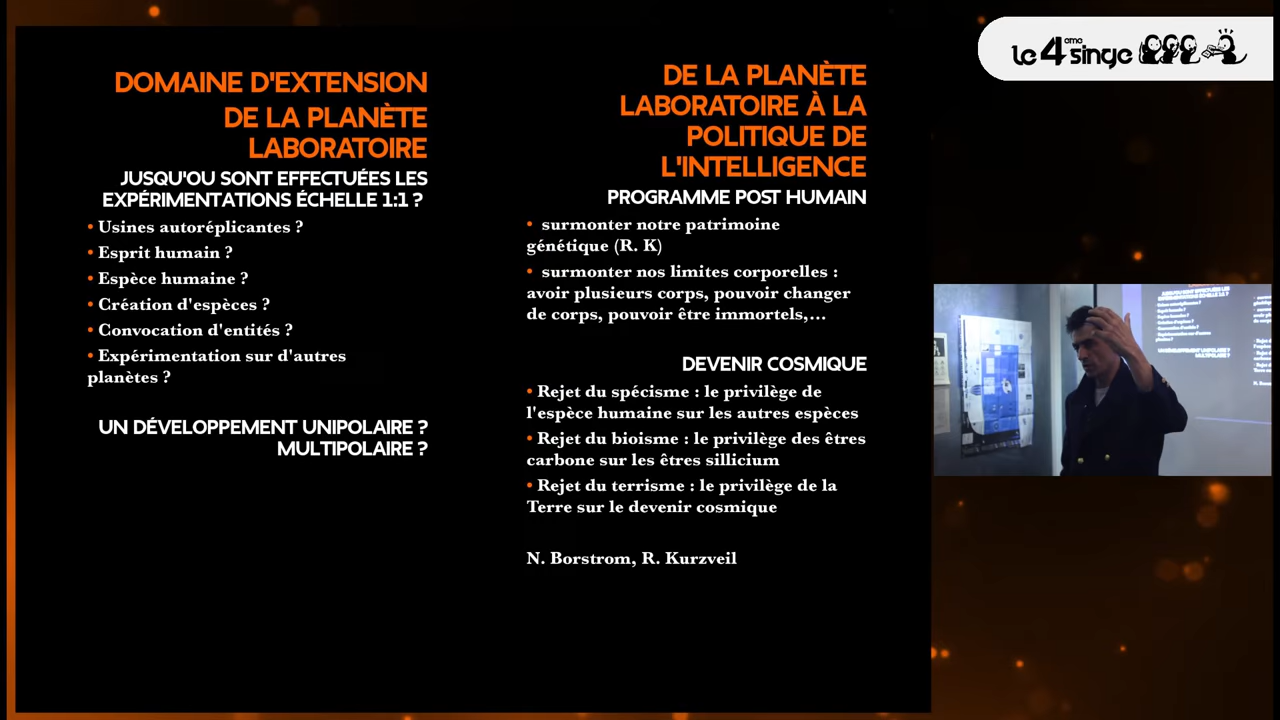 DOMAINE D'EXTENSION
DE LA PLANÈTE
LABORATOIRE
JUSQU'OU SONT EFFECTUÉES LES
EXPÉRIMENTATIONS ÉCHELLE 1:1 ?
• Usines autoréplicantes ?
• Esprit humain ?
• Espèce humaine ?
• Création d'espèces ?
• Convocation d'entités ?
• Expérimentation sur d'autres
planètes ?
UN DÉVELOPPEMENT UNIPOLAIRE ?
MULTIPOLAIRE ?
DE LA PLANÈTE
LABORATOIRE À LA
POLITIQUE DE
L'INTELLIGENCE
PROGRAMME POST HUMAIN
• surmonter notre patrimoine
génétique (R. K)
• surmonter nos limites corporelles :
avoir plusieurs corps, pouvoir changer
de corps, pouvoir être immortels,...
DEVENIR COSMIQUE
• Rejet du spécisme : le privilège de
l'espèce humaine sur les autres espèces
• Rejet du bioisme : le privilège des êtres
carbone sur les êtres sillicium
• Rejet du terrisme : le privilège de la
Terre sur le devenir cosmique
N. Borstrom, R. Kurzveil
le 4eme singe